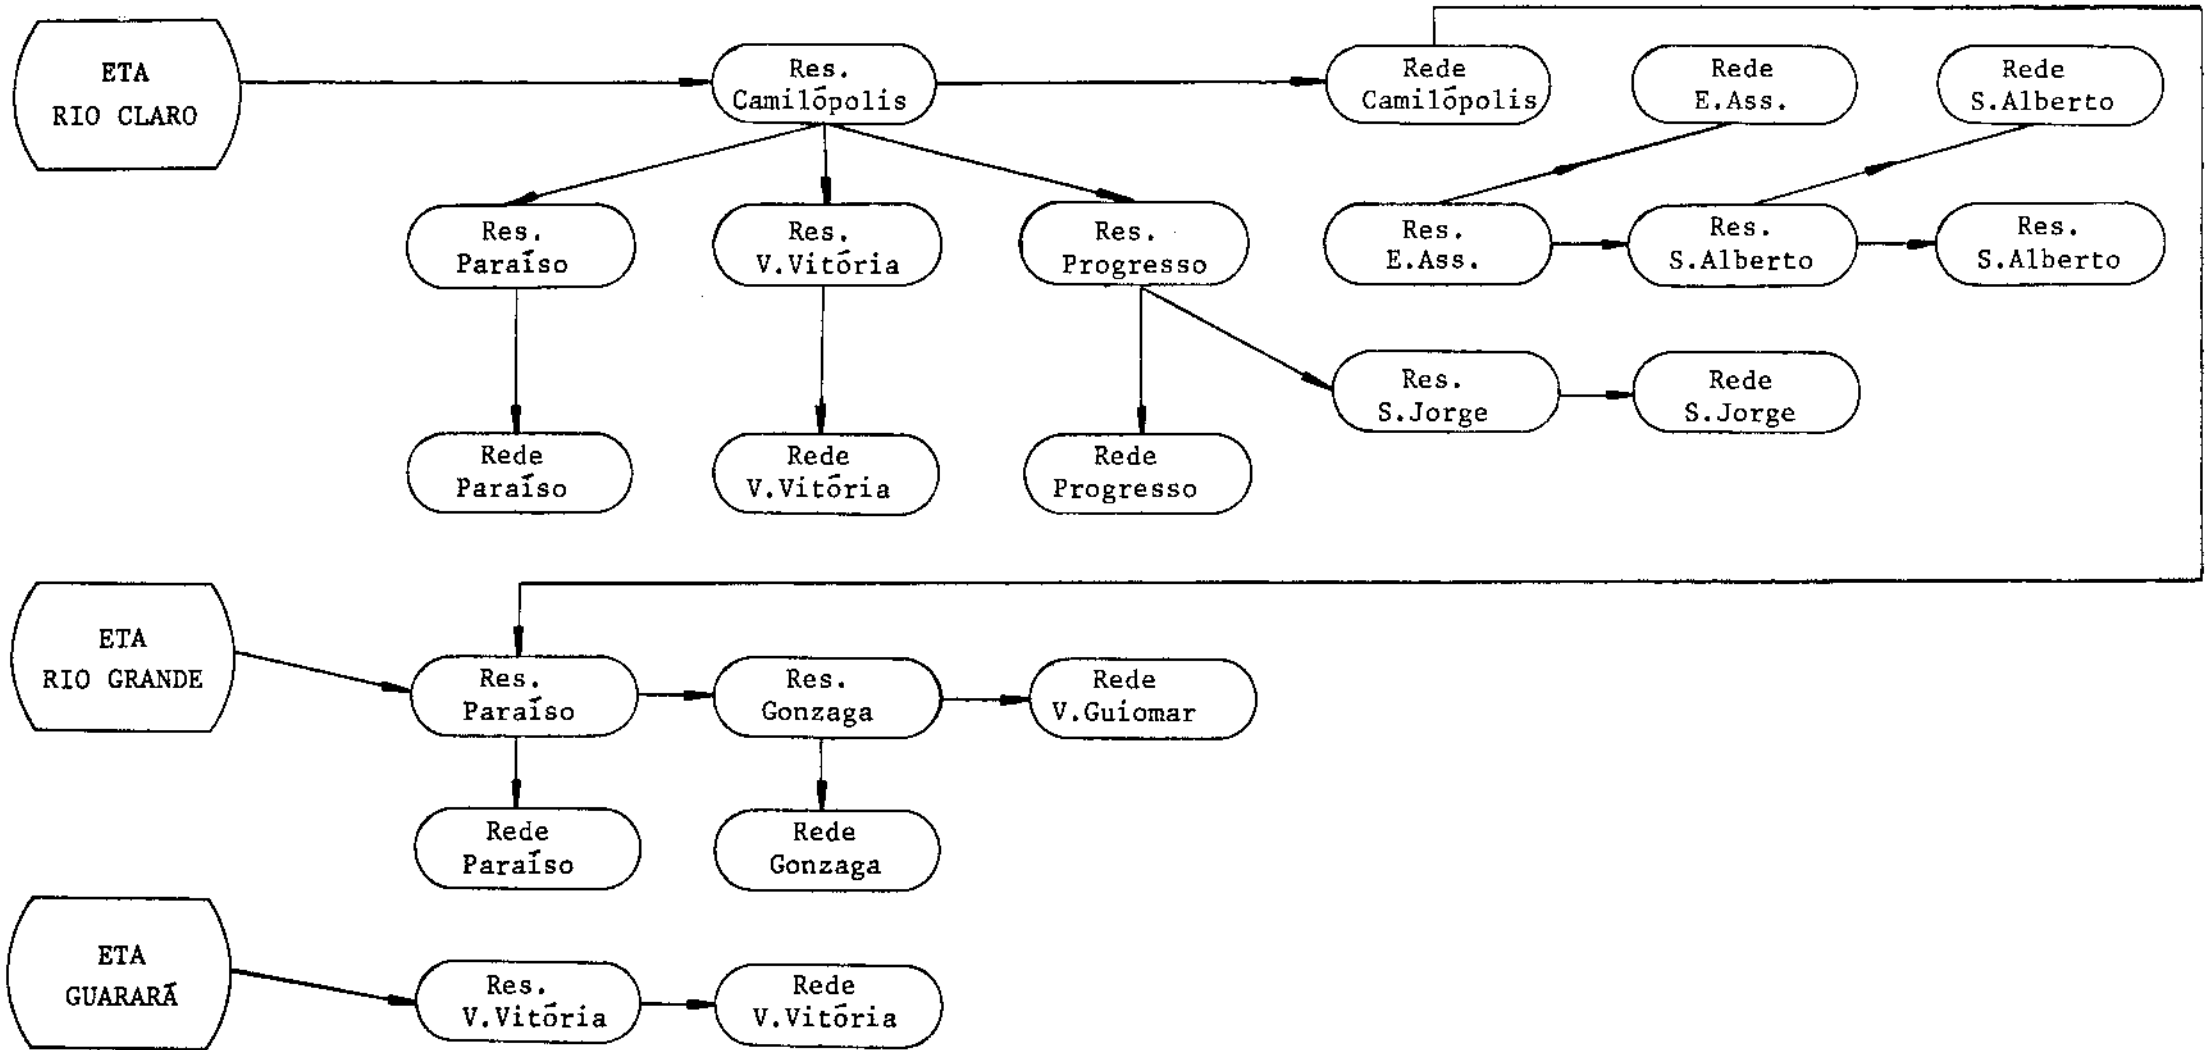 ETA
RIO CLARO
Res.
Camilópolis
Rede
Camilópolis
Rede
E.Ass.
Rede
S.Alberto
Res.
Paraíso
Res.
V.Vitória
Res.
Progresso
Res.
E.Ass.
Res.
S.Alberto
Res.
S.Alberto
Res.
S.Jorge
Rede
S.Jorge
Rede
Paraíso
Rede
V.Vitória
Rede
Progresso
ETA
RIO GRANDE
Res.
Paraíso
Res.
Gonzaga
Rede
V.Guiomar
Rede
Paraíso
Rede
Gonzaga
ETA
GUARARÁ
Res.
V.Vitória
Rede
V.Vitória